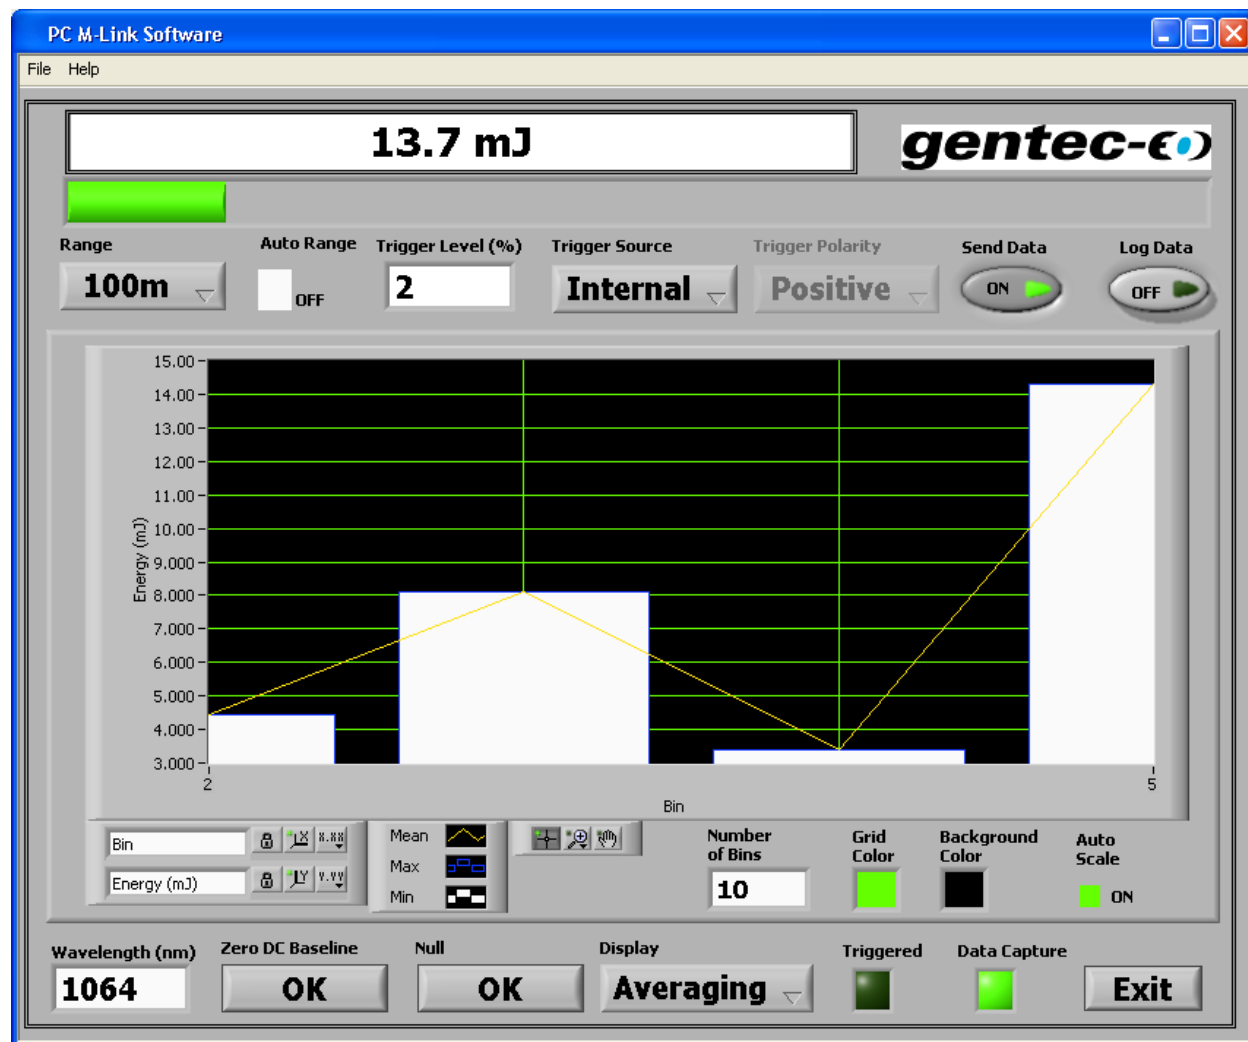 PC M-Link Software
File Help
13.7 mJ
gentec-EO
Range
Auto Range
Trigger Level (%)
Trigger Source
Trigger Polarity
Send Data
Log Data
100m
OFF
2
Internal
Positive
ON
OFF
15.00
14.00
13.00
12.00
11.00
10.00
9.000
8.000
7.000
6.000
5.000
4.000
3.000
Energy (mJ)
2
5
Bin
Bin
X
X.XX
Energy (mJ)
Y
Y.YY
Mean
Max
Min
Number
of Bins
10
Grid
Color
Background
Color
Auto
Scale
ON
Wavelength (nm)
1064
Zero DC Baseline
OK
Null
OK
Display
Averaging
Triggered
Data Capture
Exit